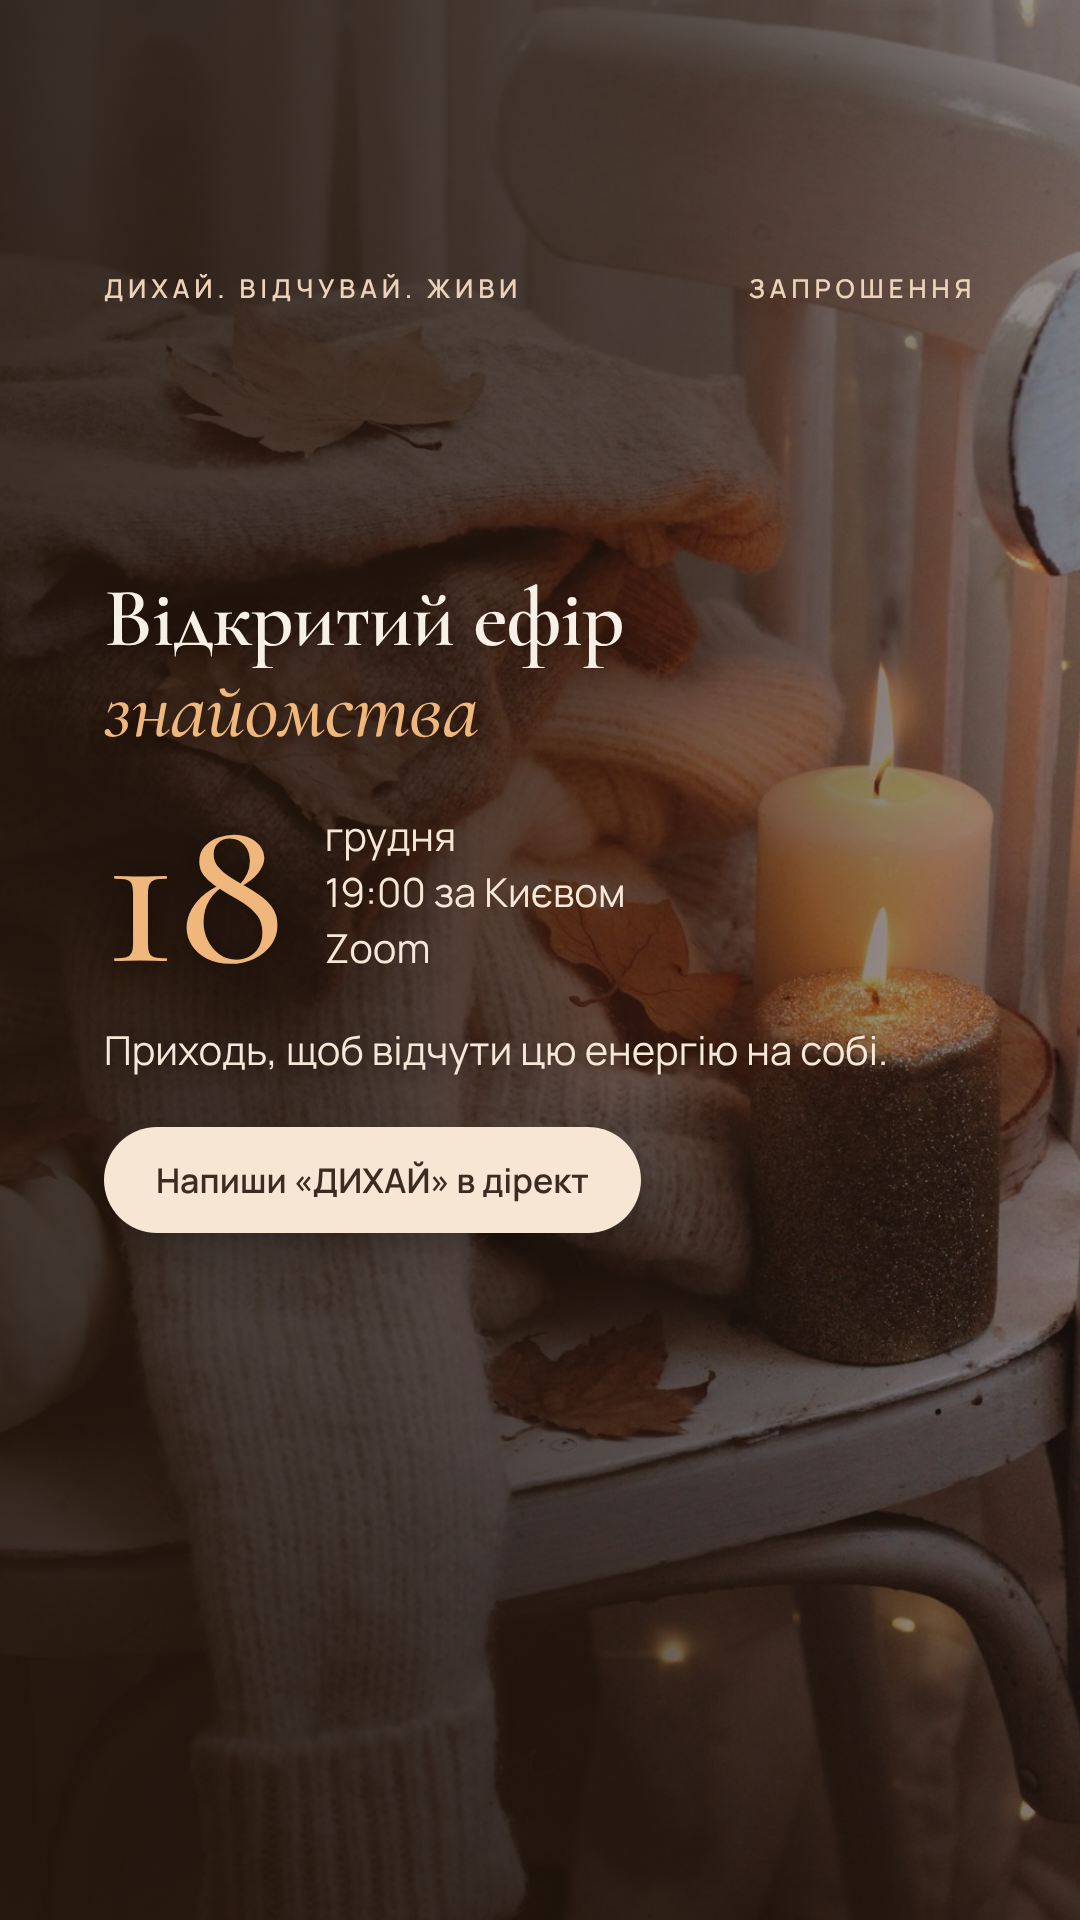 ДИХАЙ. ВІДЧУВАЙ. ЖИВИ
ЗАПРОШЕННЯ
Відкритий ефір
знайомства
18
грудня
19:00 за Києвом
Zoom
Приходь, щоб відчути цю енергію на собі.
Напиши «ДИХАЙ» в дірект